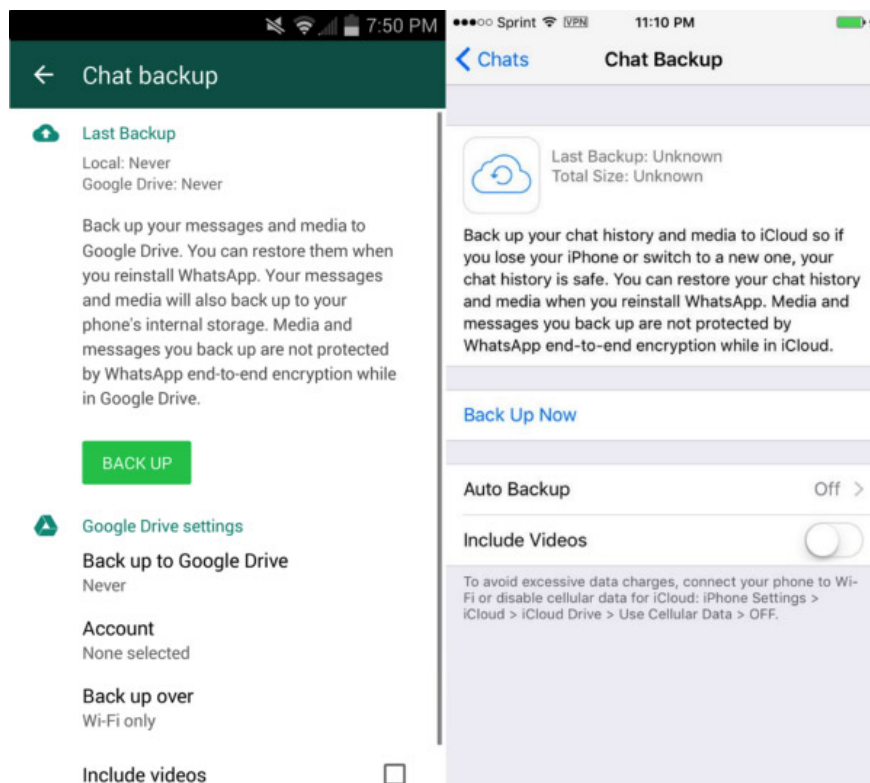 7:50 PM
Chat backup
Last Backup
Local: Never
Google Drive: Never
Back up your messages and media to
Google Drive. You can restore them when
you reinstall WhatsApp. Your messages
and media will also back up to your
phone's internal storage. Media and
messages you back up are not protected
by WhatsApp end-to-end encryption while
in Google Drive.
BACK UP
Google Drive settings
Back up to Google Drive
Never
Account
None selected
Back up over
Wi-Fi only
Include videos
Sprint VPN 11:10 PM
Chats Chat Backup
Last Backup: Unknown
Total Size: Unknown
Back up your chat history and media to iCloud so if
you lose your iPhone or switch to a new one, your
chat history is safe. You can restore your chat history
and media when you reinstall WhatsApp. Media and
messages you back up are not protected by
WhatsApp end-to-end encryption while in iCloud.
Back Up Now
Auto Backup Off
Include Videos
To avoid excessive data charges, connect your phone to Wi-
Fi or disable cellular data for iCloud: iPhone Settings >
iCloud > iCloud Drive > Use Cellular Data > OFF.